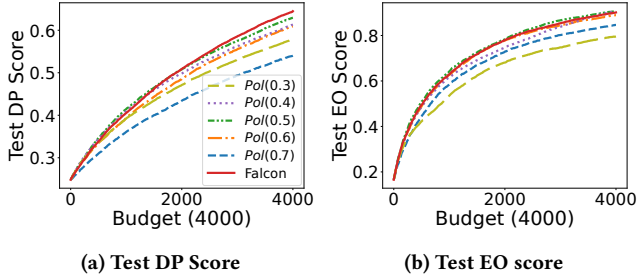 Test DP Score
0.6
0.5
0.4
0.3
0
2000
4000
Budget (4000)
Pol(0.3)
Pol(0.4)
Pol(0.5)
Pol(0.6)
Pol(0.7)
Falcon
(a) Test DP Score
Test EO score
0.8
0.6
0.4
0.2
0
2000
4000
Budget (4000)
(b) Test EO score